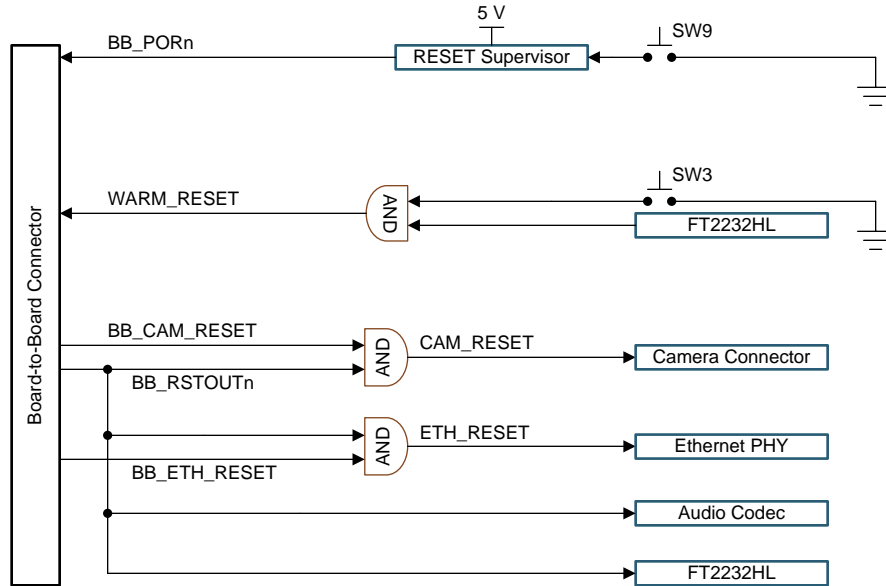 5 V
BB_PORn
RESET Supervisor
SW9
WARM_RESET
AND
SW3
FT2232HL
Board-to-Board Connector
BB_CAM_RESET
AND
CAM_RESET
Camera Connector
BB_RSTOUTn
AND
ETH_RESET
Ethernet PHY
BB_ETH_RESET
Audio Codec
FT2232HL